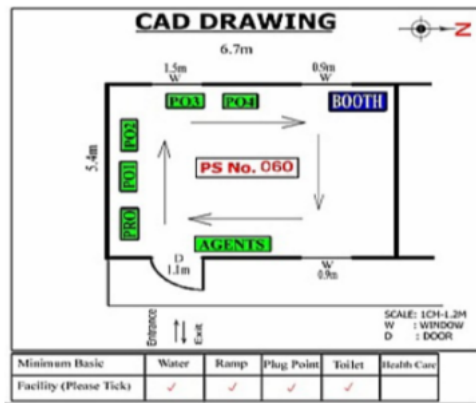 CAD DRAWING
N
6.7m
1.5m
W
0.9m
W
PO3
PO4
BOOTH
5.4m
PO2
PO1
PRO
PS No. 060
AGENTS
D
1.1m
W
0.9m
Entrance
Exit
SCALE: 1CH-1.2M
W : WINDOW
D : DOOR
Minimum Basic Water Ramp Plug Point Toilet Health Care
Facility (Please Tick) ✓ ✓ ✓ ✓